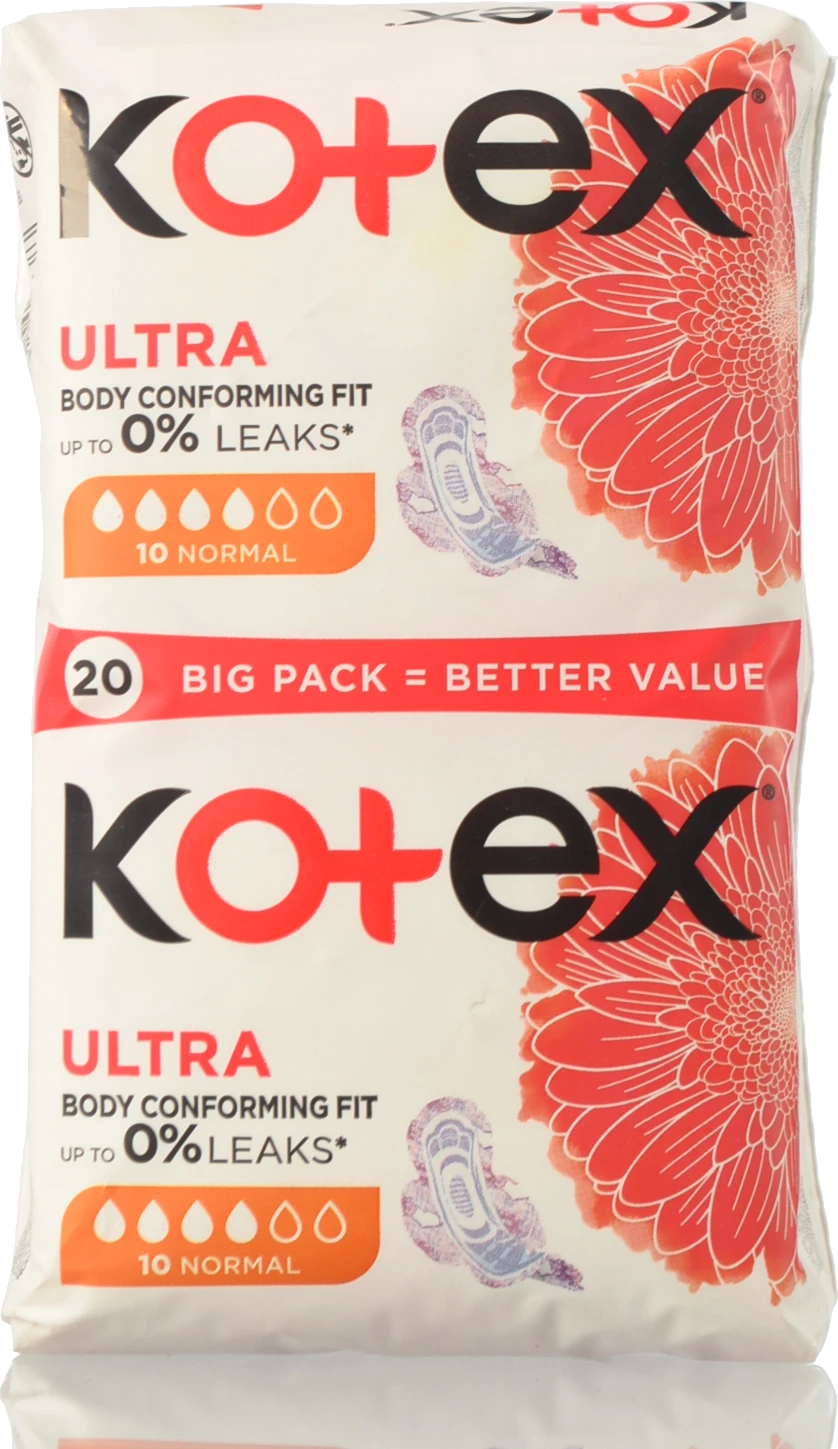 Kotex
Kotex®
ULTRA
BODY CONFORMING FIT
UP TO 0% LEAKS*
10 NORMAL
20 BIG PACK = BETTER VALUE
Kotex®
ULTRA
BODY CONFORMING FIT
UP TO 0% LEAKS*
10 NORMAL